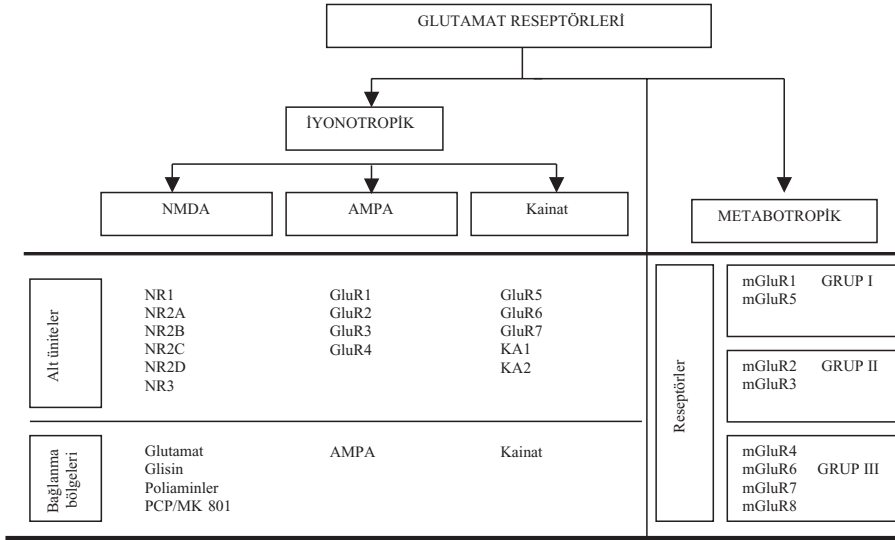 GLUTAMAT RESEPTÖRLERİ
İYONOTROPİK
NMDA
AMPA
Kainat
METABOTROPİK
Alt üniteler
NR1
NR2A
NR2B
NR2C
NR2D
NR3
GluR1
GluR2
GluR3
GluR4
GluR5
GluR6
GluR7
KA1
KA2
Bağlanma
bölgeleri
Glutamat
Glisin
Poliaminler
PCP/MK 801
AMPA
Kainat
Reseptörler
mGluR1 GRUP I
mGluR5
mGluR2 GRUP II
mGluR3
mGluR4
mGluR6 GRUP III
mGluR7
mGluR8